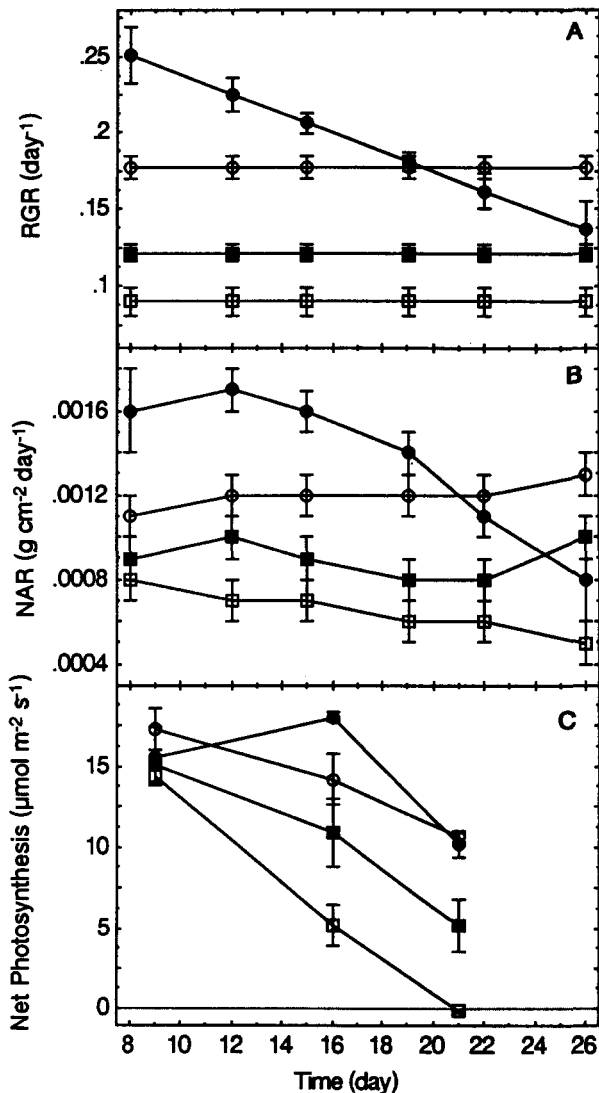 A
.25
.2
.15
.1
RGR (day⁻¹)
B
.0016
.0012
.0008
.0004
NAR (g cm⁻² day⁻¹)
C
15
10
5
0
Net Photosynthesis (µmol m⁻² s⁻¹)
8 10 12 14 16 18 20 22 24 26
Time (day)